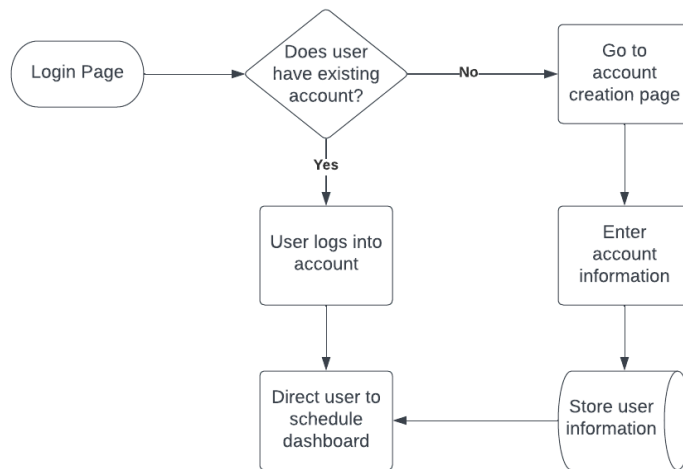 Login Page
Does user
have existing
account?
No
Go to
account
creation page
Yes
User logs into
account
Enter
account
information
Direct user to
schedule
dashboard
Store user
information